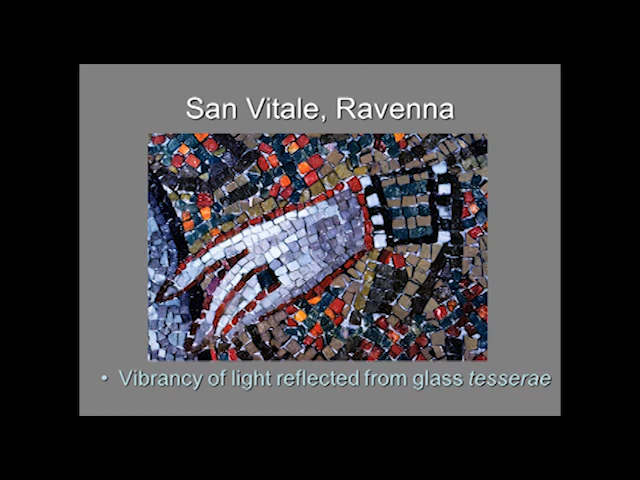 San Vitale, Ravenna
• Vibrancy of light reflected from glass tesserae